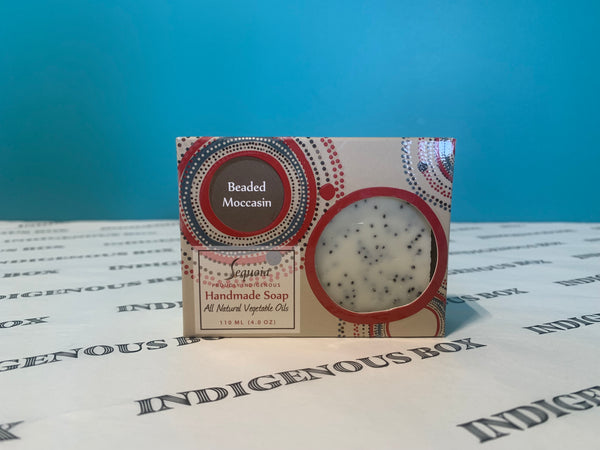 Beaded
Moccasin
Sequoia
PROUDLY INDIGENOUS
Handmade Soap
All Natural Vegetable Oils
110 ML (4.0 OZ)
INDIGENOUS BOX
INDIGENOUS BOX
INDIGENOUS